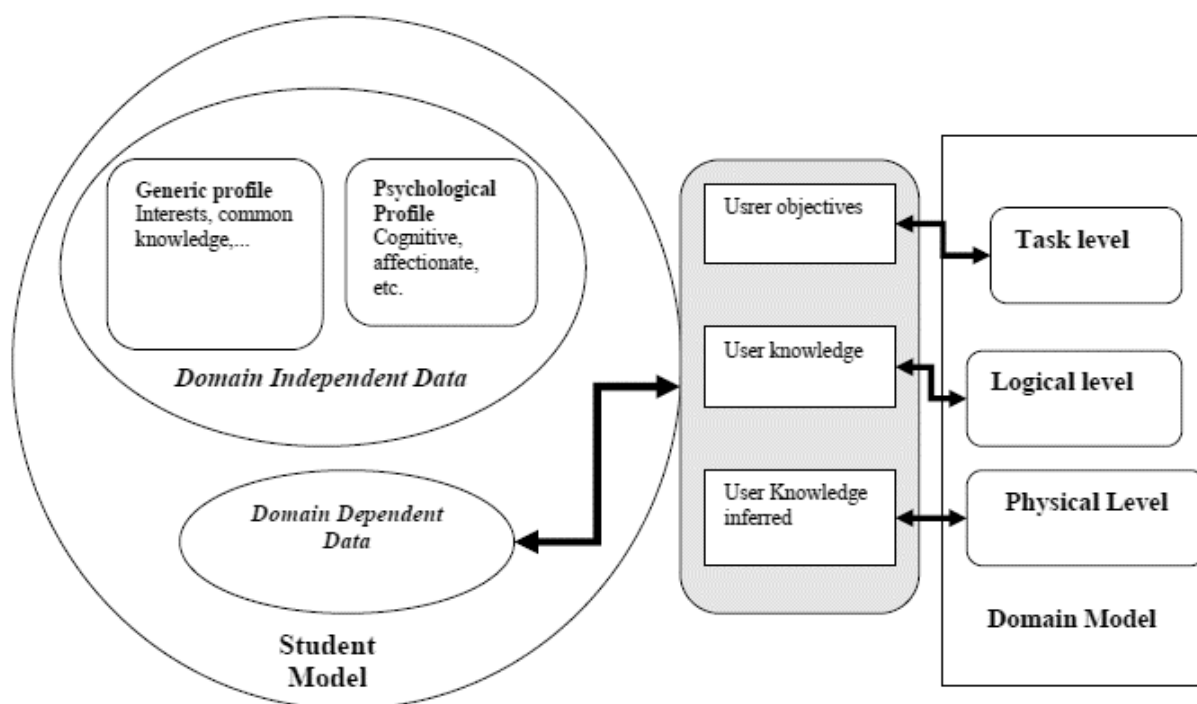 Generic profile
Interests, common
knowledge,...
Psychological
Profile
Cognitive,
affectionate,
etc.
Domain Independent Data
Domain Dependent
Data
Student
Model
Usrer objectives
User knowledge
User Knowledge
inferred
Task level
Logical level
Physical Level
Domain Model